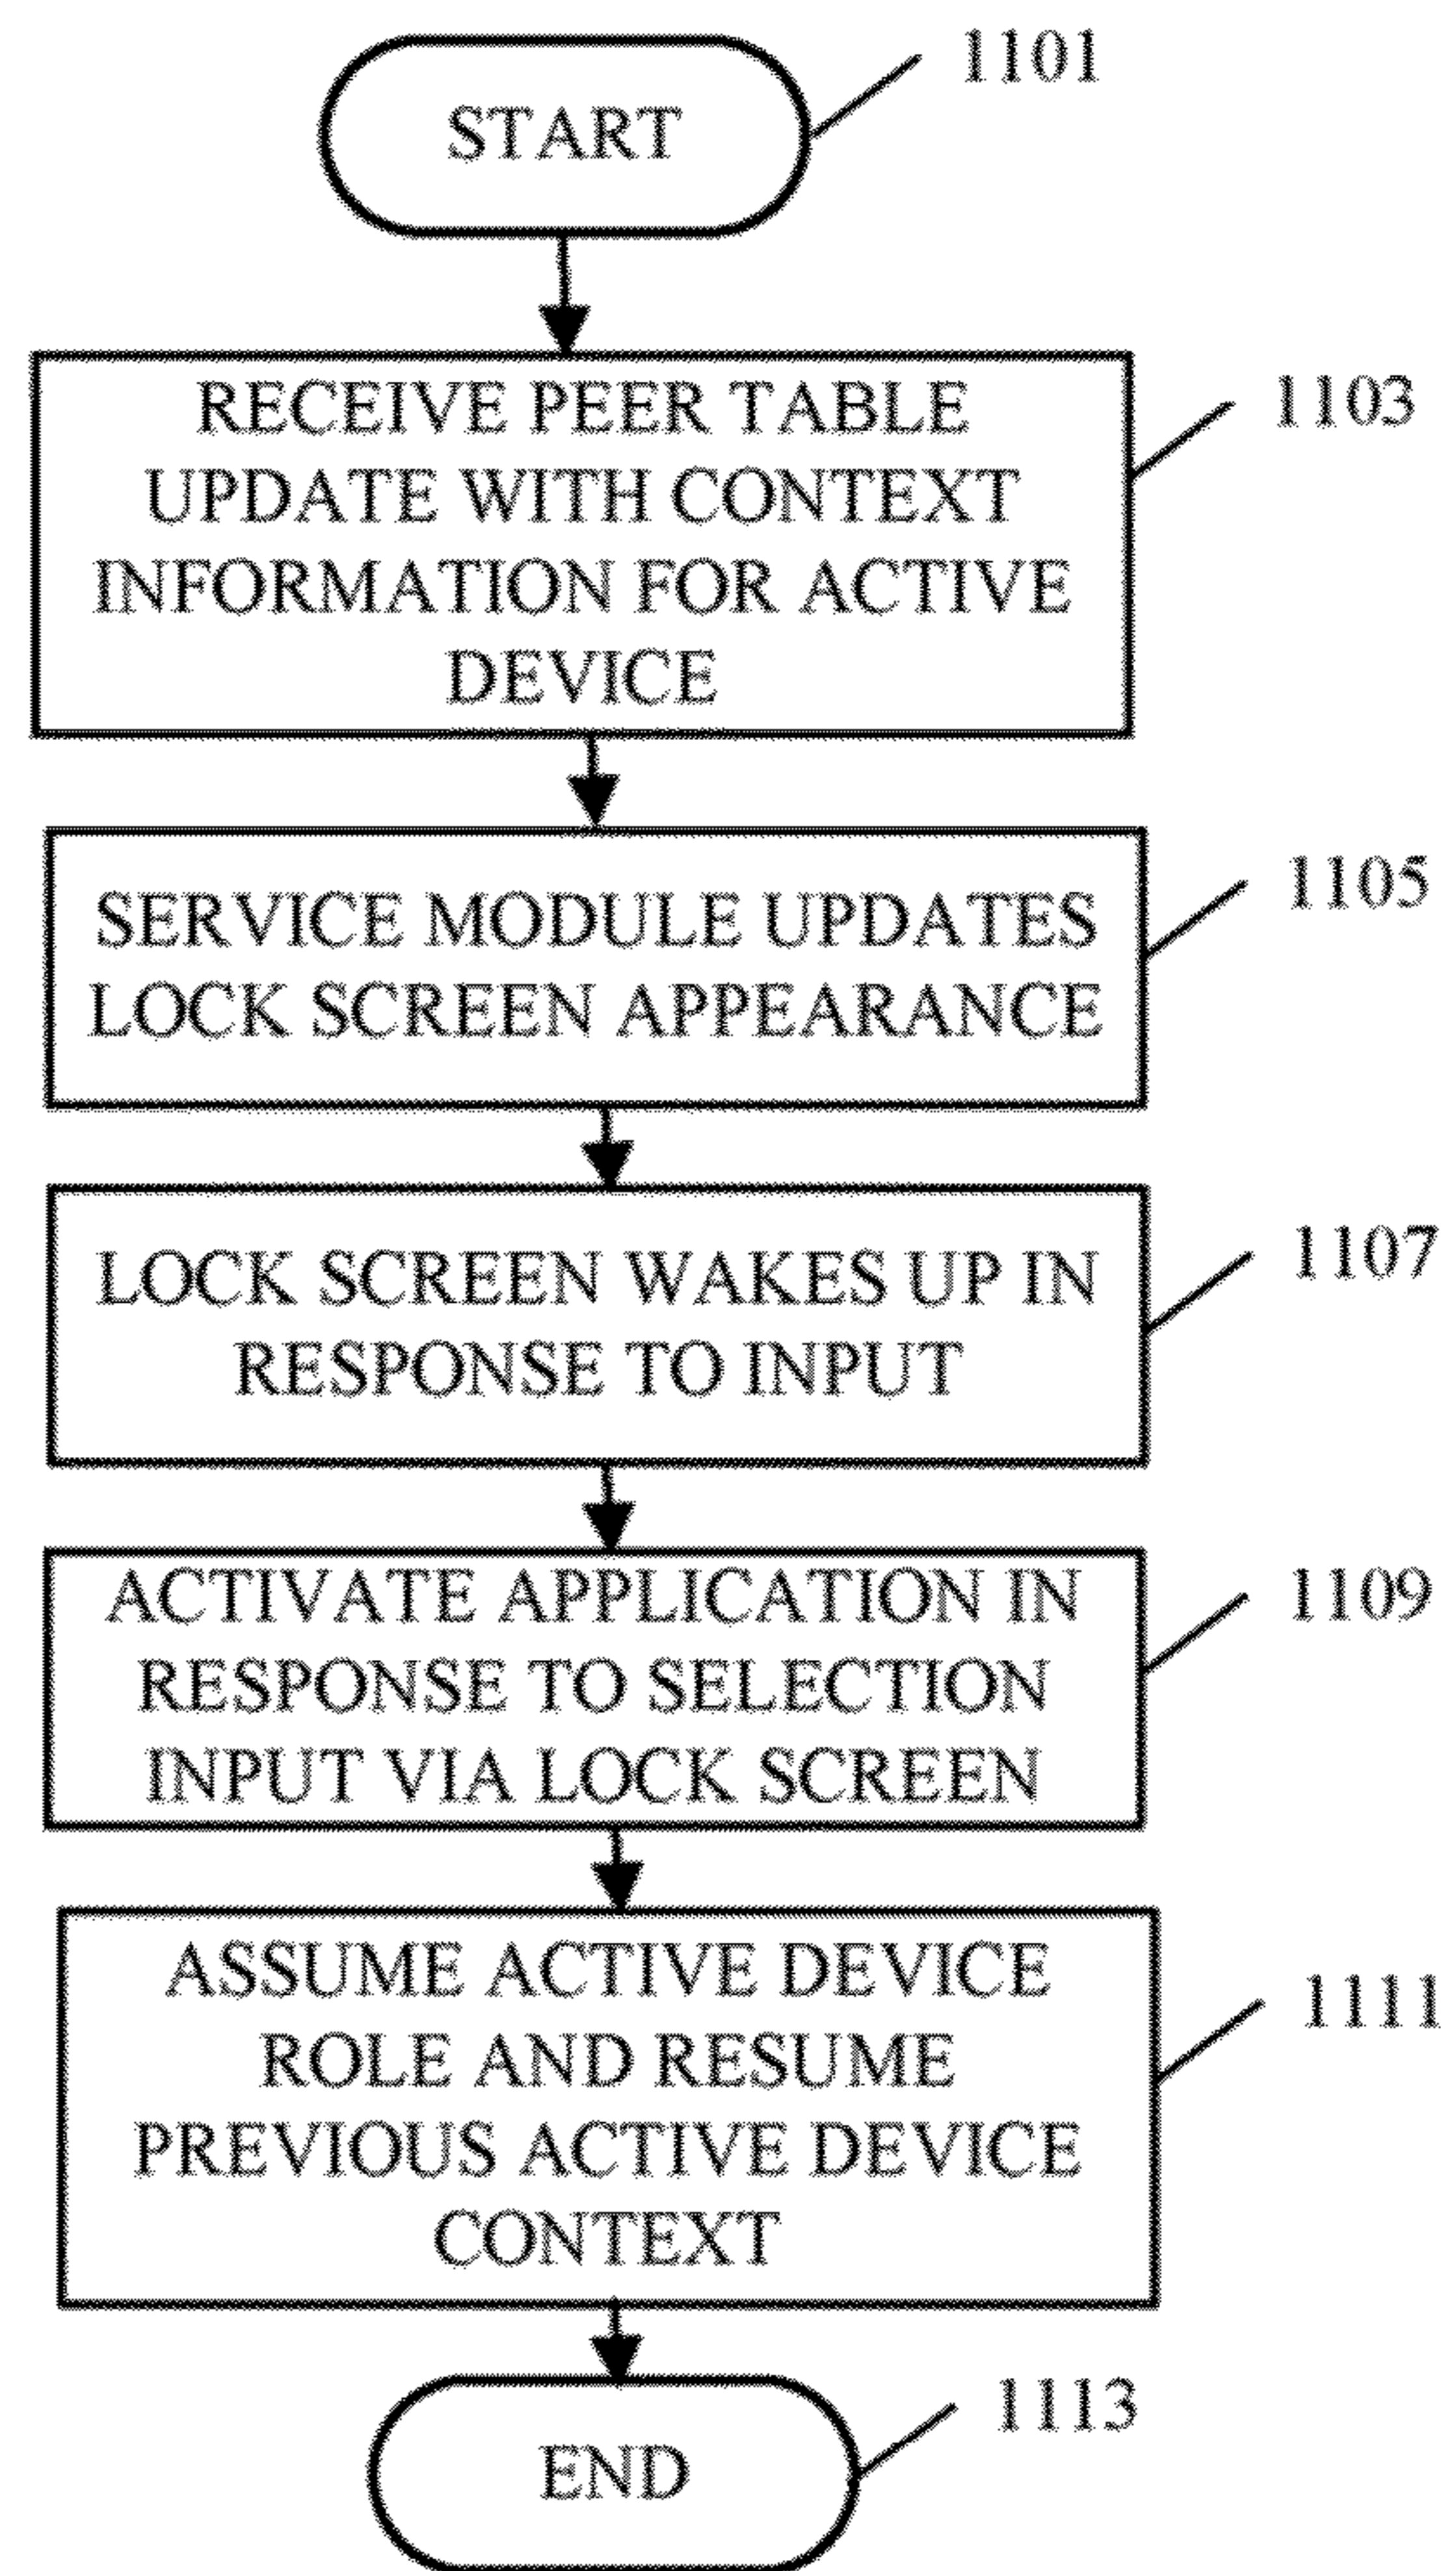 START
1101
RECEIVE PEER TABLE
UPDATE WITH CONTEXT
INFORMATION FOR ACTIVE
DEVICE
1103
SERVICE MODULE UPDATES
LOCK SCREEN APPEARANCE
1105
LOCK SCREEN WAKES UP IN
RESPONSE TO INPUT
1107
ACTIVATE APPLICATION IN
RESPONSE TO SELECTION
INPUT VIA LOCK SCREEN
1109
ASSUME ACTIVE DEVICE
ROLE AND RESUME
PREVIOUS ACTIVE DEVICE
CONTEXT
1111
END
1113